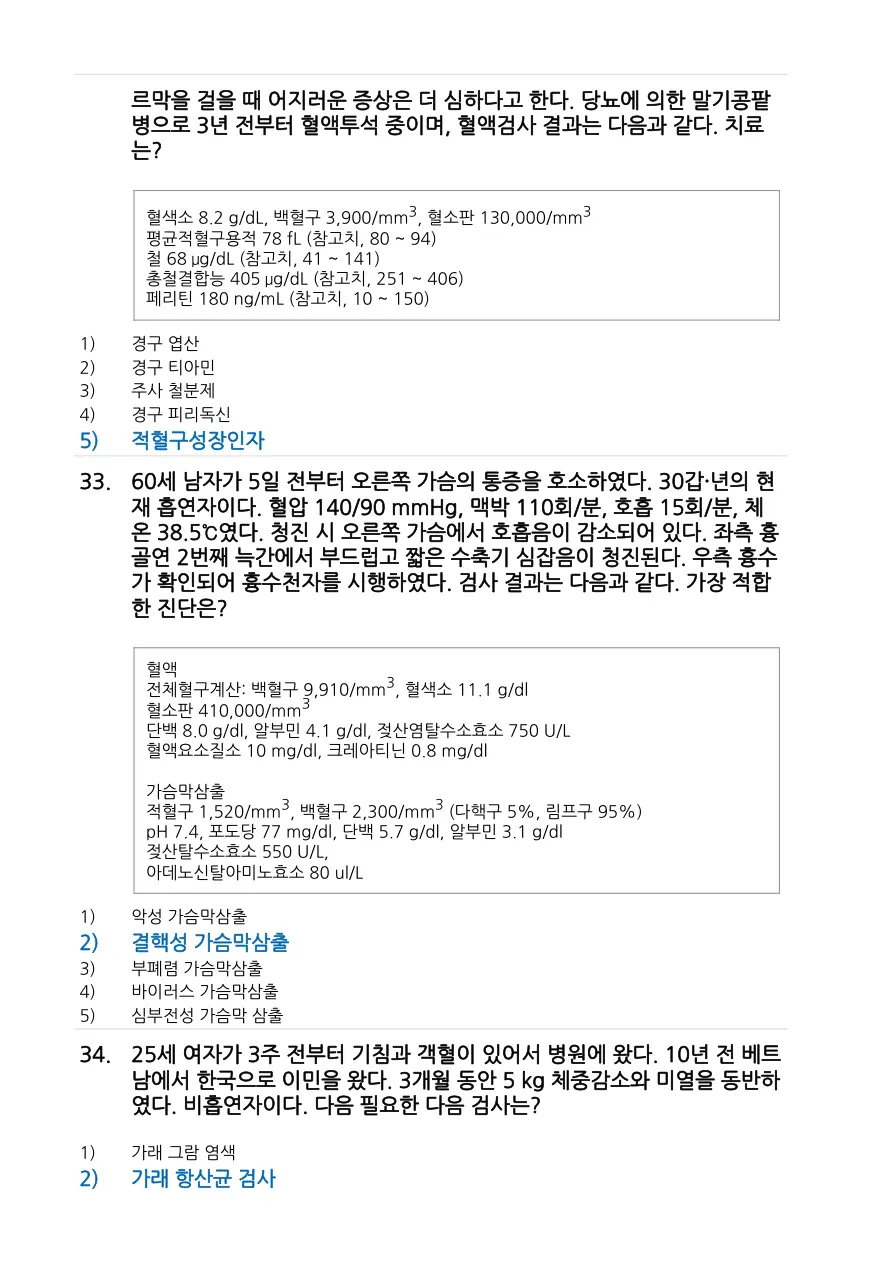 르막을 걸을 때 어지러운 증상은 더 심하다고 한다. 당뇨에 의한 말기콩팥
병으로 3년 전부터 혈액투석 중이며, 혈액검사 결과는 다음과 같다. 치료
는?
혈색소 8.2 g/dL, 백혈구 3,900/mm3, 혈소판 130,000/mm3
평균적혈구용적 78 fL (참고치, 80 ~ 94)
철 68 μg/dL (참고치, 41 ~ 141)
총철결합능 405 μg/dL (참고치, 251 ~ 406)
페리틴 180 ng/mL (참고치, 10 ~ 150)
1) 경구 엽산
2) 경구 티아민
3) 주사 철분제
4) 경구 피리독신
5) 적혈구성장인자
33. 60세 남자가 5일 전부터 오른쪽 가슴의 통증을 호소하였다. 30갑·년의 현
재 흡연자이다. 혈압 140/90 mmHg, 맥박 110회/분, 호흡 15회/분, 체
온 38.5℃였다. 청진 시 오른쪽 가슴에서 호흡음이 감소되어 있다. 좌측 흉
골연 2번째 늑간에서 부드럽고 짧은 수축기 심잡음이 청진된다. 우측 흉수
가 확인되어 흉수천자를 시행하였다. 검사 결과는 다음과 같다. 가장 적합
한 진단은?
혈액
전체혈구계산: 백혈구 9,910/mm3, 혈색소 11.1 g/dl
혈소판 410,000/mm3
단백 8.0 g/dl, 알부민 4.1 g/dl, 젖산염탈수소효소 750 U/L
혈액요소질소 10 mg/dl, 크레아티닌 0.8 mg/dl
가슴막삼출
적혈구 1,520/mm3, 백혈구 2,300/mm3 (다핵구 5%, 림프구 95%)
pH 7.4, 포도당 77 mg/dl, 단백 5.7 g/dl, 알부민 3.1 g/dl
젖산탈수소효소 550 U/L,
아데노신탈아미노효소 80 ul/L
1) 악성 가슴막삼출
2) 결핵성 가슴막삼출
3) 부폐렴 가슴막삼출
4) 바이러스 가슴막삼출
5) 심부전성 가슴막 삼출
34. 25세 여자가 3주 전부터 기침과 객혈이 있어서 병원에 왔다. 10년 전 베트
남에서 한국으로 이민을 왔다. 3개월 동안 5 kg 체중감소와 미열을 동반하
였다. 비흡연자이다. 다음 필요한 다음 검사는?
1) 가래 그람 염색
2) 가래 항산균 검사